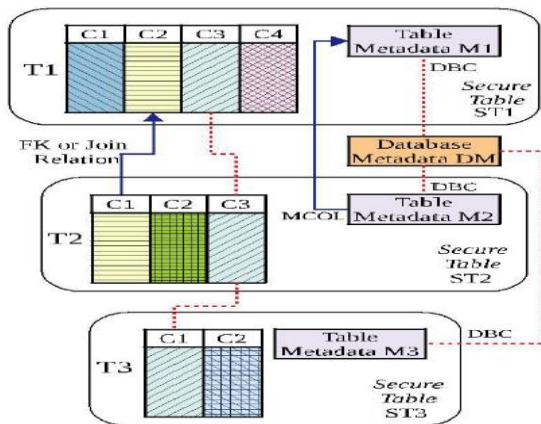 C1 C2 C3 C4
T1
Table
Metadata M1
DBC
Secure
Table
ST1
FK or Join
Relation
Database
Metadata DM
DBC
C1 C2 C3
T2
MCOL
Table
Metadata M2
Secure
Table
ST2
C1 C2
T3
Table
Metadata M3
DBC
Secure
Table
ST3